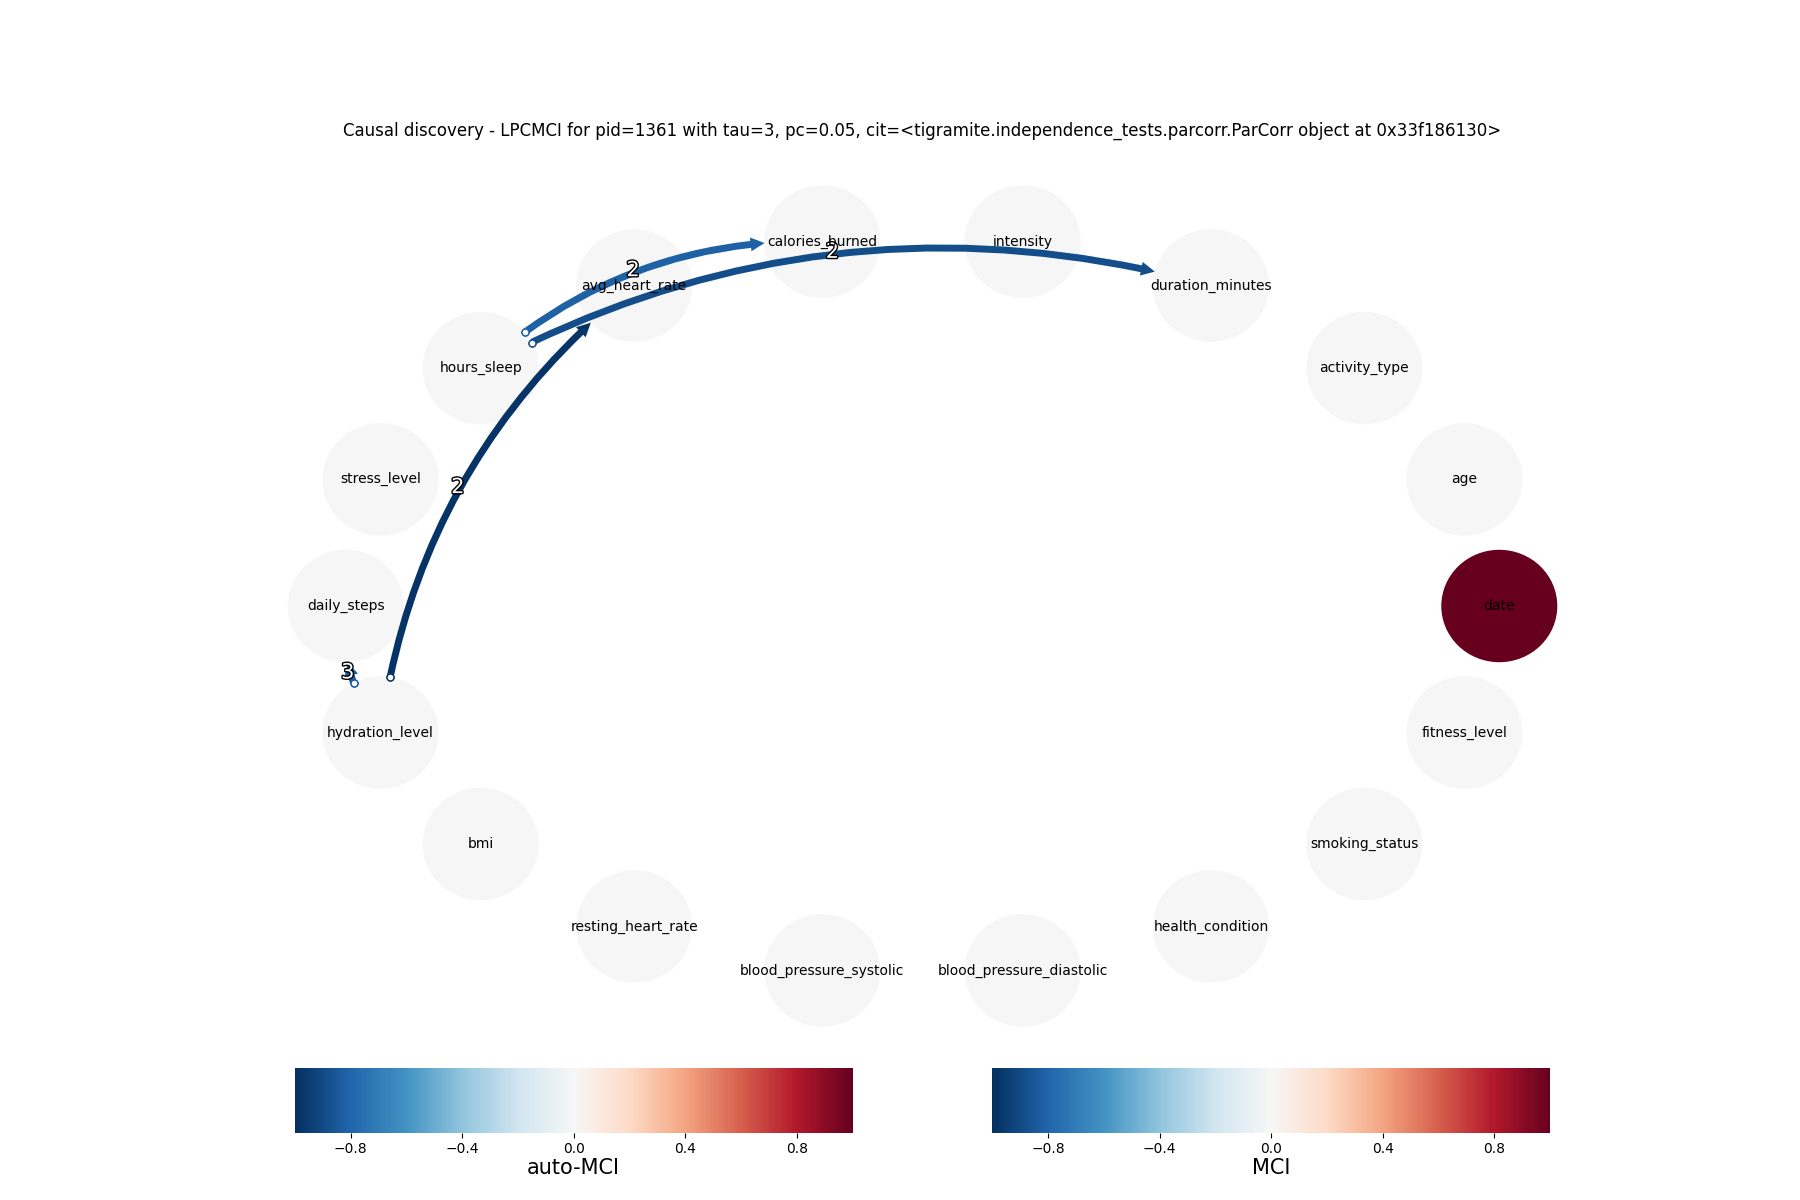 Causal discovery - LPCMCI for pid=1361 with tau=3, pc=0.05, cit=<tigramite.independence_tests.parcorr.ParCorr object at 0x33f186130>
calories_burned
intensity
2
2
avg_heart_rate
duration_minutes
hours_sleep
activity_type
stress_level
age
2
daily_steps
date
3
hydration_level
fitness_level
bmi
smoking_status
resting_heart_rate
health_condition
blood_pressure_systolic
blood_pressure_diastolic
−0.8 −0.4 0.0 0.4 0.8
auto-MCI
−0.8 −0.4 0.0 0.4 0.8
MCI